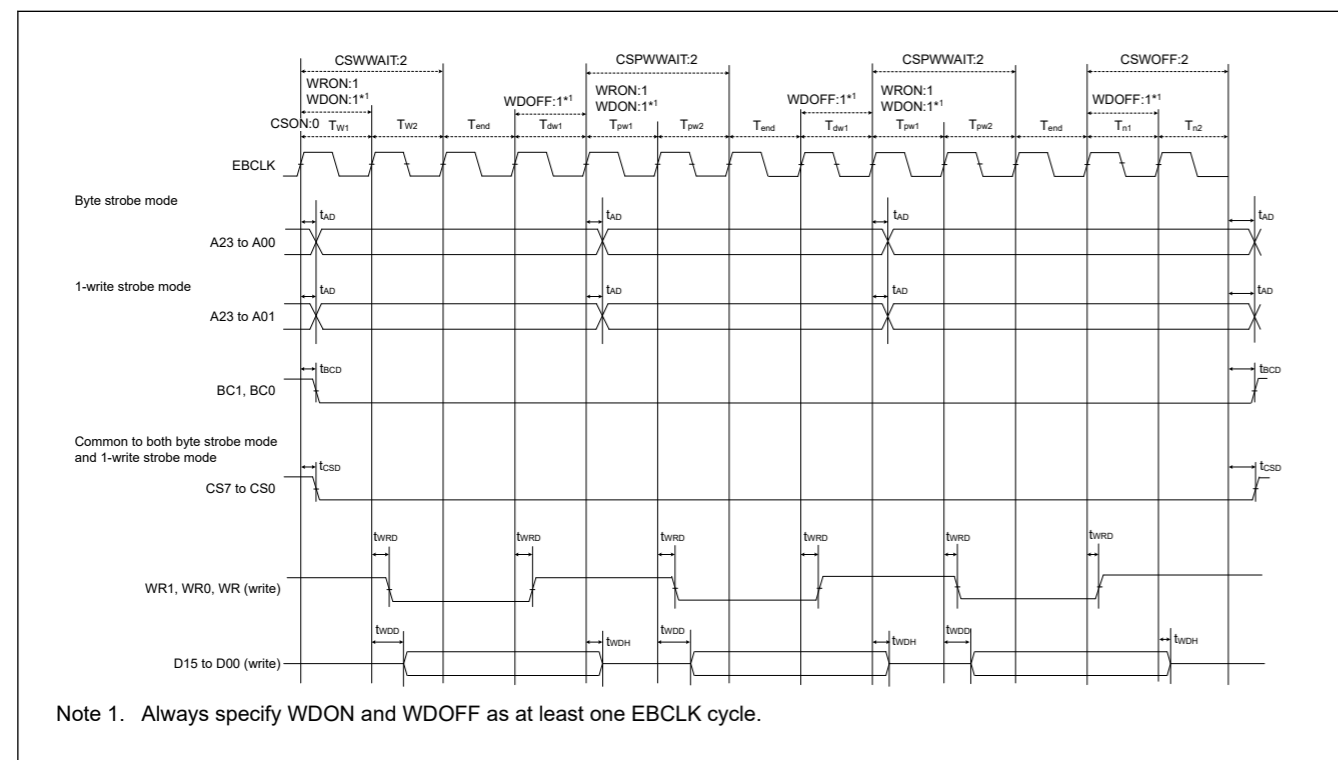 CSWWAIT:2 CSPWWAIT:2 CSPWWAIT:2 CSWOFF:2
WRON:1 WRON:1 WRON:1
WDON:1*1 WDOFF:1*1 WDON:1*1 WDOFF:1*1 WDON:1*1 WDOFF:1*1
CSON:0 TW1 TW2 Tend Tdw1 Tpw1 Tpw2 Tend Tdw1 Tpw1 Tpw2 Tend Tn1 Tn2
EBCLK
Byte strobe mode
tAD tAD tAD tAD
A23 to A00
1-write strobe mode
tAD tAD tAD tAD
A23 to A01
tBCD tBCD
BC1, BC0
Common to both byte strobe mode
and 1-write strobe mode
tCSD tCSD
CS7 to CS0
tWRD tWRD tWRD tWRD tWRD tWRD
WR1, WR0, WR (write)
tWDD tWDH tWDD tWDH tWDD tWDH
D15 to D00 (write)
Note 1. Always specify WDON and WDOFF as at least one EBCLK cycle.